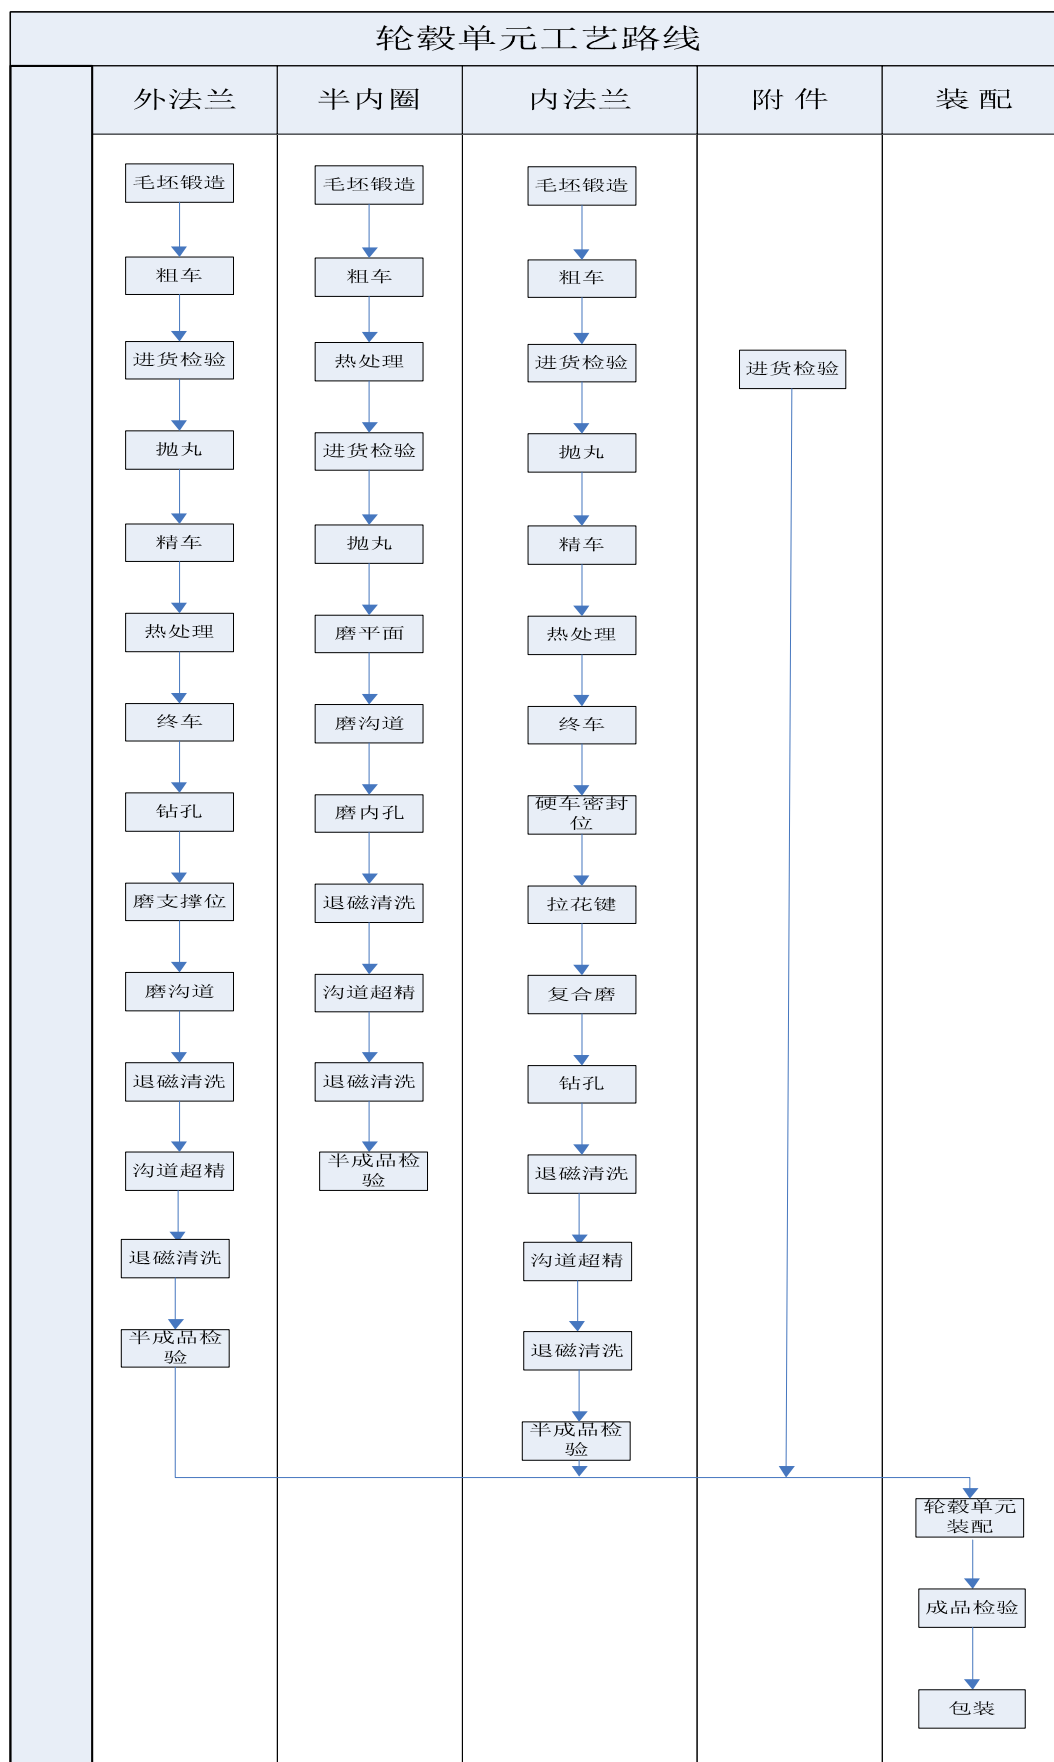 轮毂单元工艺路线
外法兰
半内圈
内法兰
附 件
装 配
毛坯锻造
粗车
进货检验
抛丸
精车
热处理
终车
钻孔
磨支撑位
磨沟道
退磁清洗
沟道超精
退磁清洗
半成品检
验
毛坯锻造
粗车
热处理
进货检验
抛丸
磨平面
磨沟道
磨内孔
退磁清洗
沟道超精
退磁清洗
半成品检
验
毛坯锻造
粗车
进货检验
抛丸
精车
热处理
终车
硬车密封
位
拉花键
复合磨
钻孔
退磁清洗
沟道超精
退磁清洗
半成品检
验
进货检验
轮毂单元
装配
成品检验
包装